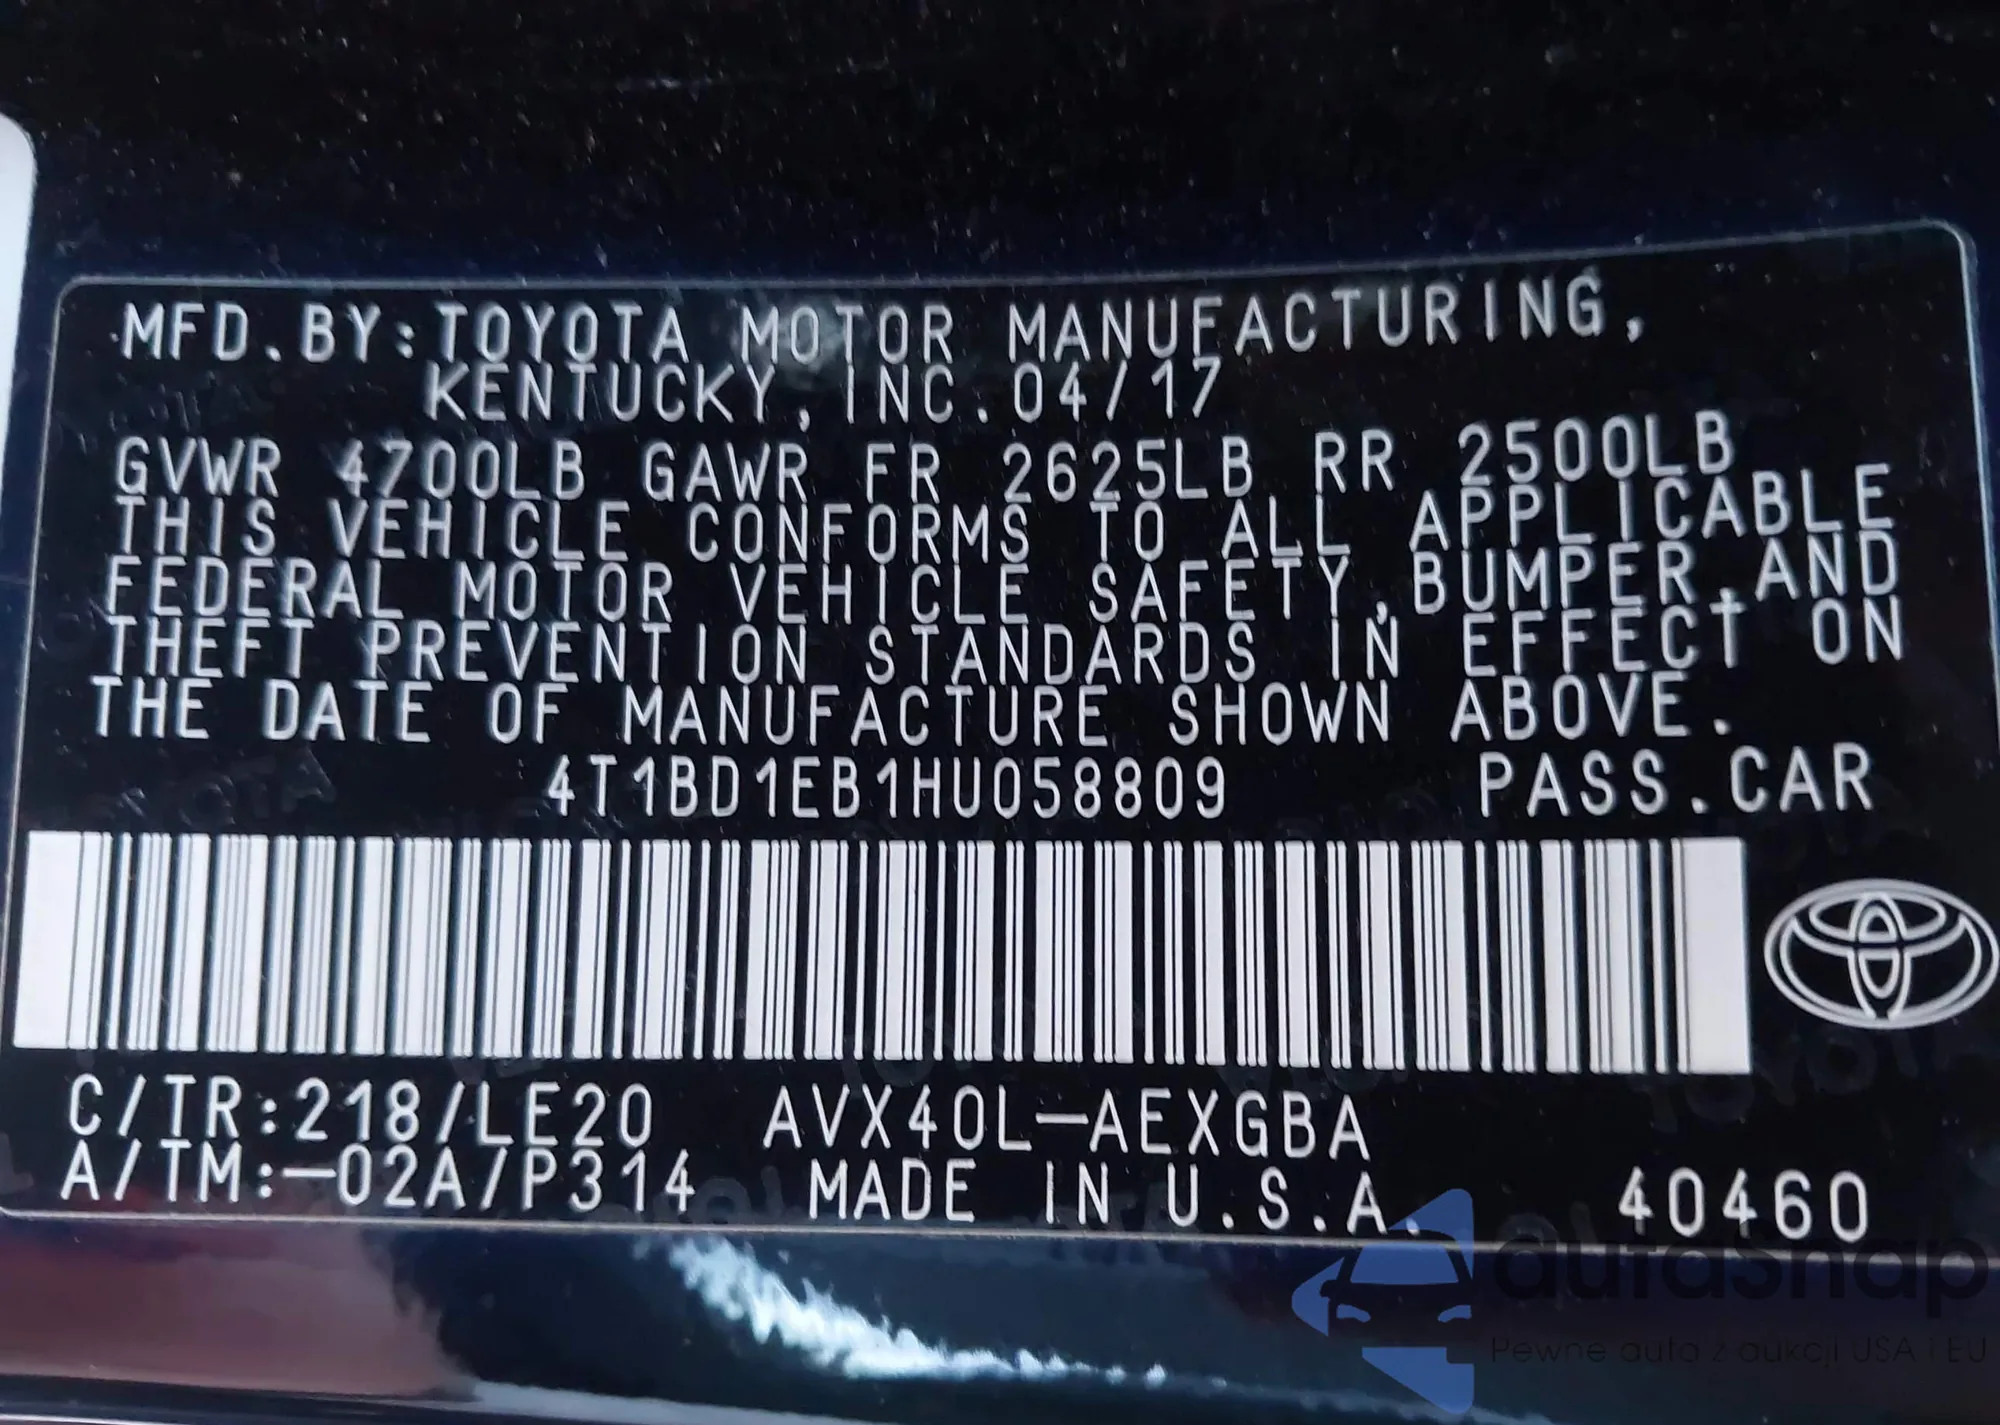 MFD.BY:TOYOTA MOTOR MANUFACTURING,
KENTUCKY, INC. 04/17
GVWR 4700LB GAWR FR 2625LB RR 2500LB
THIS VEHICLE CONFORMS TO ALL APPLICABLE
FEDERAL MOTOR VEHICLE SAFETY, BUMPER, AND
THEFT PREVENTION STANDARDS IN EFFECT ON
THE DATE OF MANUFACTURE SHOWN ABOVE.
4T1BD1EB1HU058809 PASS.CAR
C/TR:218/LE20 AVX40L-AEXGBA
A/TM:-02A/P314 MADE IN U.S.A. 40460
autasnap
Pewne auta z aukcji USA i EU